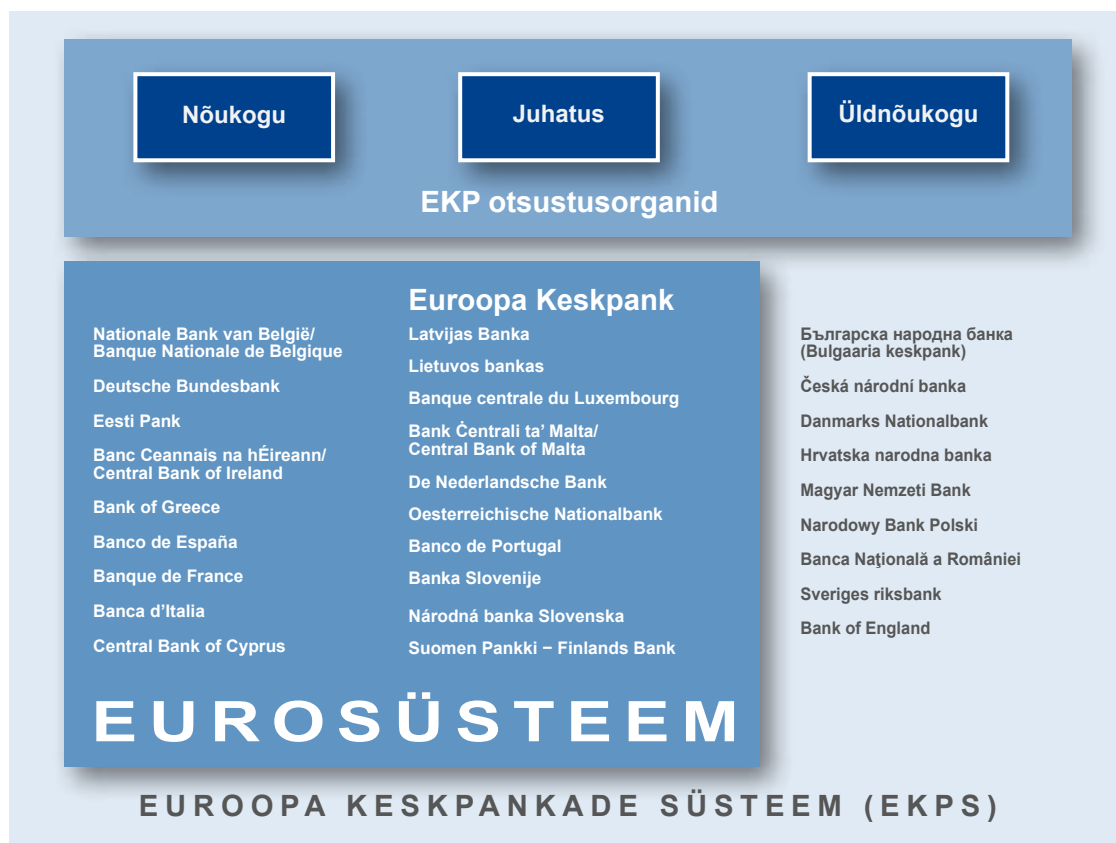 Nõukogu
Juhatus
Üldnõukogu
EKP otsustusorganid
Euroopa Keskpank
Nationale Bank van België/
Banque Nationale de Belgique
Deutsche Bundesbank
Eesti Pank
Banc Ceannais na hÉireann/
Central Bank of Ireland
Bank of Greece
Banco de España
Banque de France
Banca d’Italia
Central Bank of Cyprus
Latvijas Banka
Lietuvos bankas
Banque centrale du Luxembourg
Bank Ċentrali ta’ Malta/
Central Bank of Malta
De Nederlandsche Bank
Oesterreichische Nationalbank
Banco de Portugal
Banka Slovenije
Národná banka Slovenska
Suomen Pankki − Finlands Bank
Българска народна банка
(Bulgaaria keskpank)
Česká národní banka
Danmarks Nationalbank
Hrvatska narodna banka
Magyar Nemzeti Bank
Narodowy Bank Polski
Banca Naţională a României
Sveriges riksbank
Bank of England
EUROSÜSTEEM
EUROOPA KESKPANKADE SÜSTEEM (EKPS)